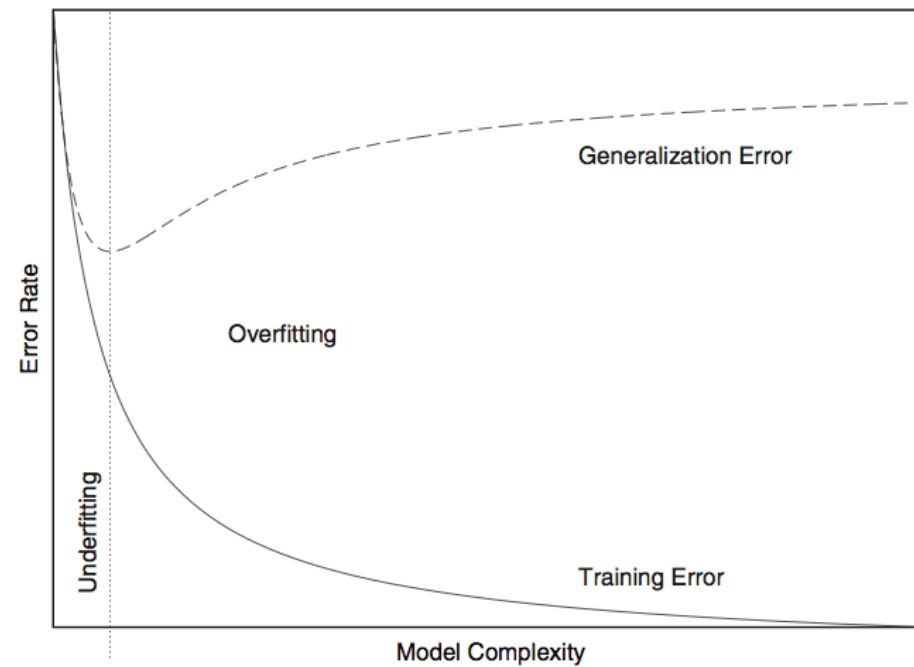 Generalization Error
Error Rate
Overfitting
Underfitting
Training Error
Model Complexity